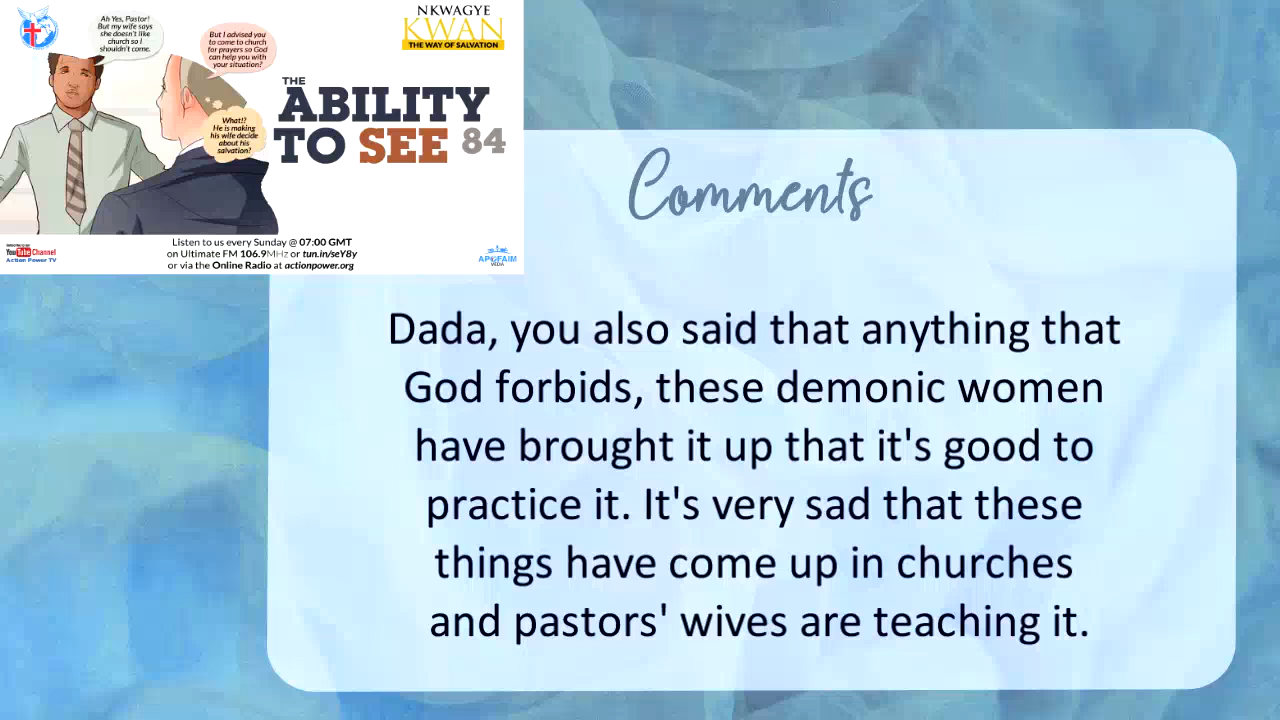 Ah Yes, Pastor!
But my wife says
she doesn't like
church so I
shouldn't come.
But I advised you
to come to church
for prayers so God
can help you with
your situation?
What!?
He is making
his wife decide
about his
salvation?
NKWAGYE
KWAN
THE WAY OF SALVATION
THE
ABILITY
TO SEE 84
YouTube Channel
Action Power TV
Listen to us every Sunday @ 07:00 GMT
on Ultimate FM 106.9MHz or tun.in/seY8y
or via the Online Radio at actionpower.org
APOFAIM
MEDIA
Comments
Dada, you also said that anything that
God forbids, these demonic women
have brought it up that it's good to
practice it. It's very sad that these
things have come up in churches
and pastors' wives are teaching it.